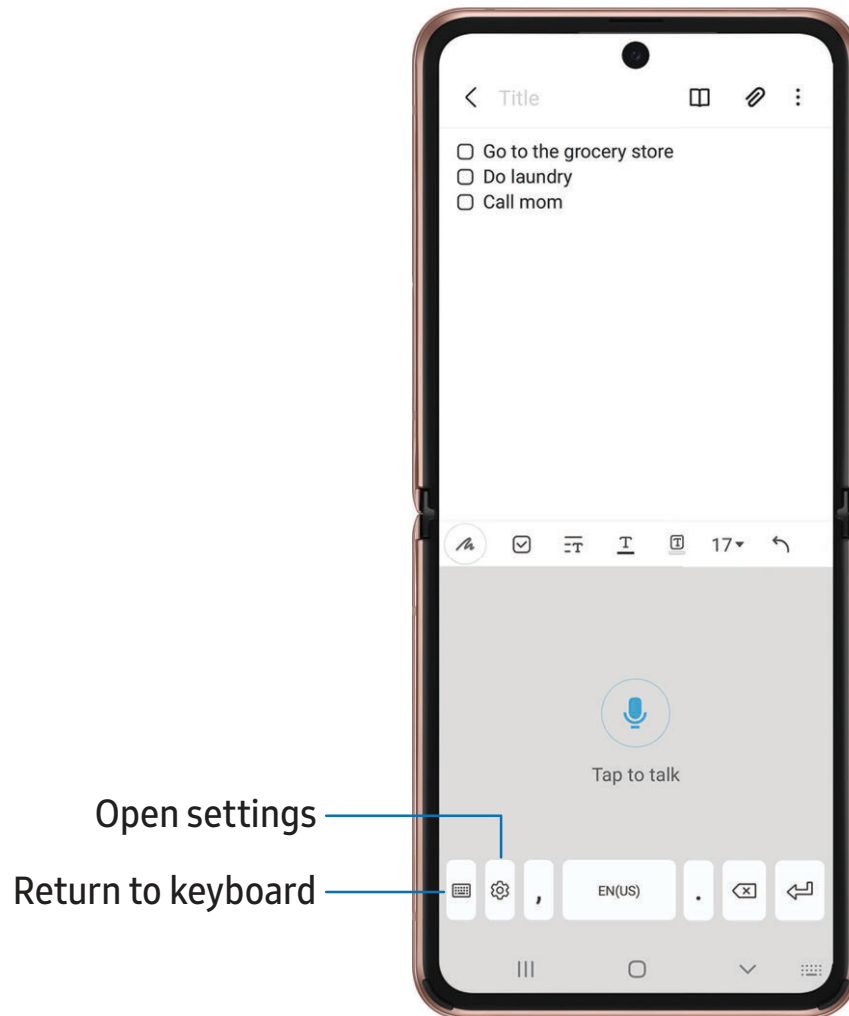 Title
Go to the grocery store
Do laundry
Call mom
T T T 17
Tap to talk
Open settings
Return to keyboard
, EN(US) .